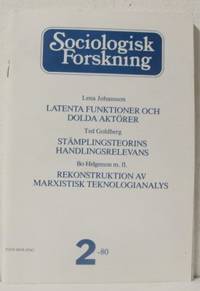 Sociologisk
Forskning
Lena Johansson
LATENTA FUNKTIONER OCH
DOLDA AKTÖRER
Ted Goldberg
STÄMPLINGSTEORINS
HANDLINGSRELEVANS
Bo Helgeson m. fl.
REKONSTRUKTION AV
MARXISTISK TEKNOLOGIANALYS
2-80